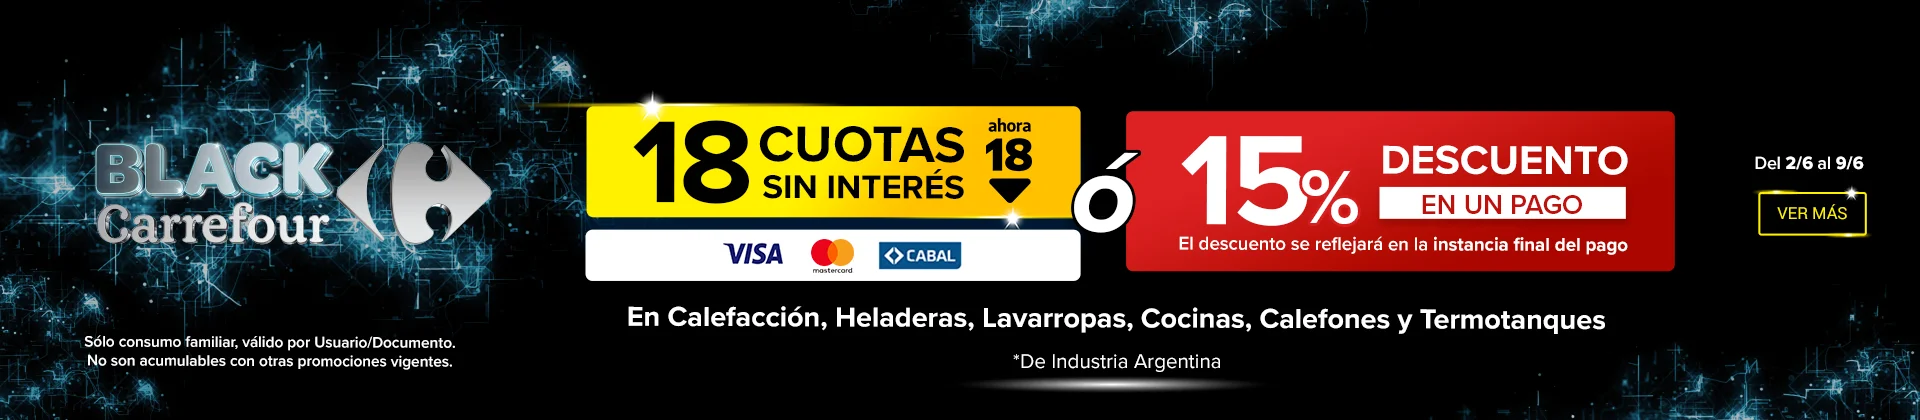 BLACK
Carrefour
Sólo consumo familiar, válido por Usuario/Documento.
No son acumulables con otras promociones vigentes.
18 CUOTAS
SIN INTERÉS
ahora
18
VISA
mastercard
CABAL
Ó
15%
DESCUENTO
EN UN PAGO
El descuento se reflejará en la instancia final del pago
En Calefacción, Heladeras, Lavarropas, Cocinas, Calefones y Termotanques
*De Industria Argentina
Del 2/6 al 9/6
VER MÁS